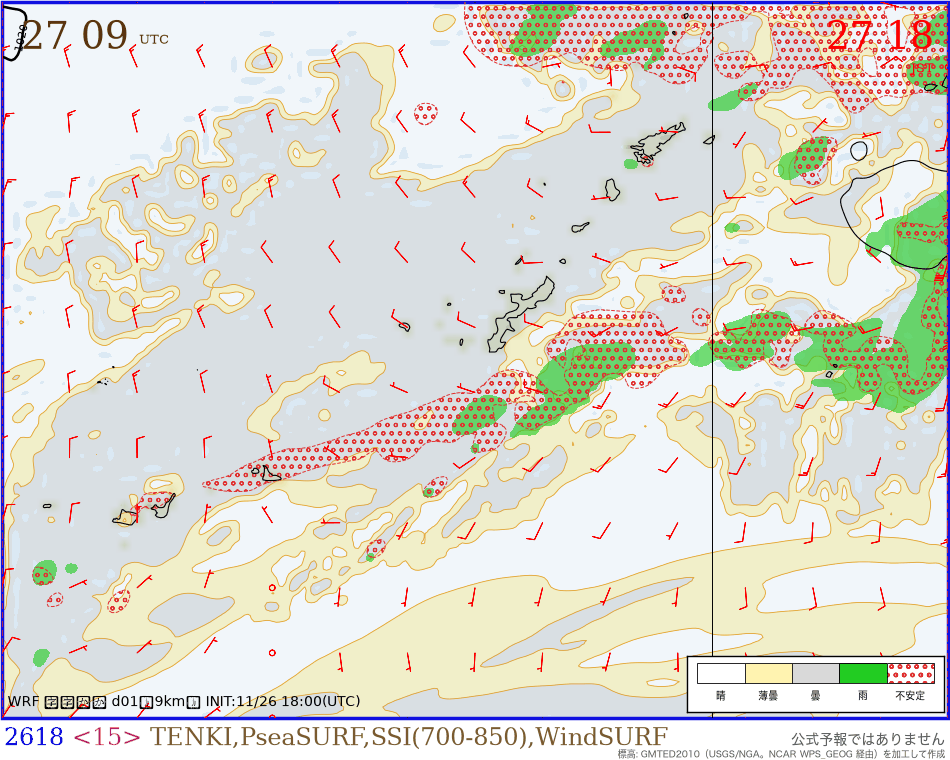 27 09 UTC
27 18
1020
WRF d01 9km INIT:11/26 18:00(UTC)
晴 薄曇 曇 雨 不安定
2618 <15> TENKI,PseaSURF,SSI(700-850),WindSURF
公式予報ではありません
標高: GMTED2010（USGS/NGA。NCAR WPS_GEOG 経由）を加工して作成